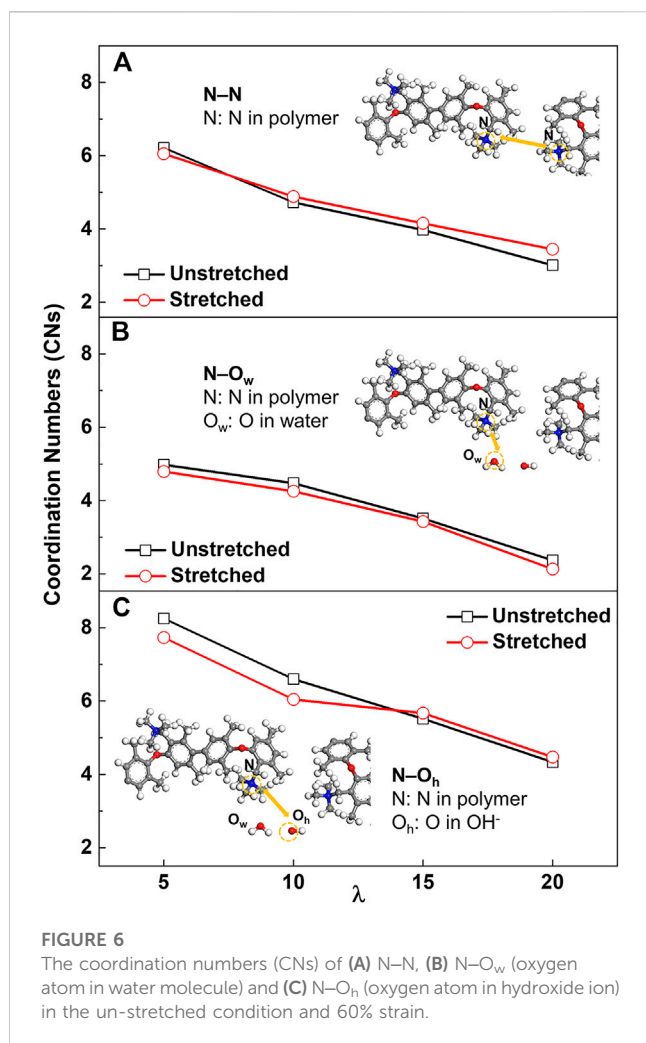 A
N–N
N: N in polymer
N
N
Unstretched
Stretched
8
6
4
2
B
N–Ow
N: N in polymer
Ow: O in water
N
Ow
Unstretched
Stretched
8
6
4
2
Coordination Numbers (CNs)
C
Unstretched
Stretched
N
Ow
Oh
N–Oh
N: N in polymer
Oh: O in OH-
8
6
4
2
5 10 15 20
λ
FIGURE 6
The coordination numbers (CNs) of (A) N–N, (B) N–Ow (oxygen
atom in water molecule) and (C) N–Oh (oxygen atom in hydroxide ion)
in the un-stretched condition and 60% strain.